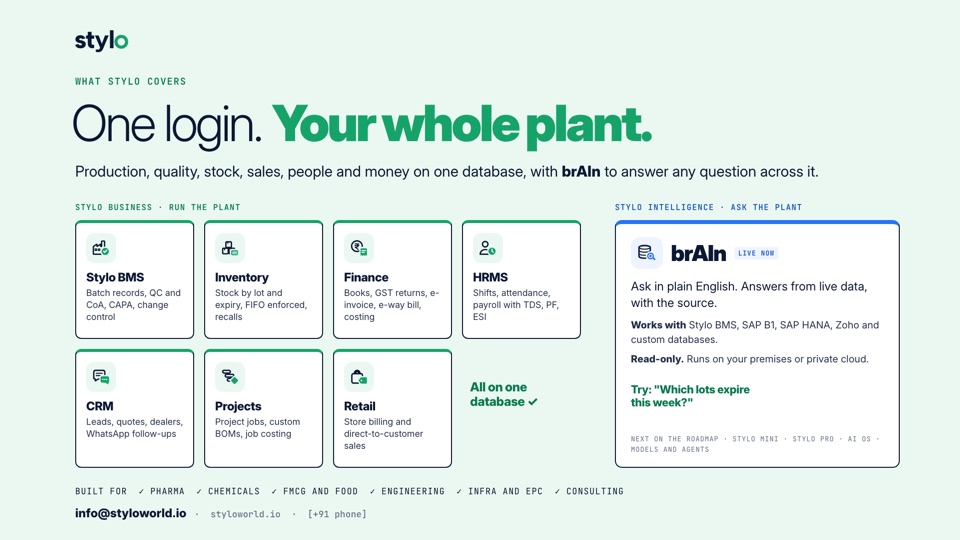 stylo
WHAT STYLO COVERS
One login. Your whole plant.
Production, quality, stock, sales, people and money on one database, with brAIn to answer any question across it.
STYLO BUSINESS · RUN THE PLANT
Stylo BMS
Batch records, QC and
CoA, CAPA, change
control
Inventory
Stock by lot and
expiry, FIFO enforced,
recalls
Finance
Books, GST returns, e-
invoice, e-way bill,
costing
HRMS
Shifts, attendance,
payroll with TDS, PF,
ESI
CRM
Leads, quotes, dealers,
WhatsApp follow-ups
Projects
Project jobs, custom
BOMs, job costing
Retail
Store billing and
direct-to-customer
sales
All on one
database ✓
STYLO INTELLIGENCE · ASK THE PLANT
brAIn LIVE NOW
Ask in plain English. Answers from live data,
with the source.
Works with Stylo BMS, SAP B1, SAP HANA, Zoho and
custom databases.
Read-only. Runs on your premises or private cloud.
Try: "Which lots expire
this week?"
NEXT ON THE ROADMAP · STYLO MINI · STYLO PRO · AI OS ·
MODELS AND AGENTS
BUILT FOR ✓ PHARMA ✓ CHEMICALS ✓ FMCG AND FOOD ✓ ENGINEERING ✓ INFRA AND EPC ✓ CONSULTING
info@styloworld.io · styloworld.io · [+91 phone]